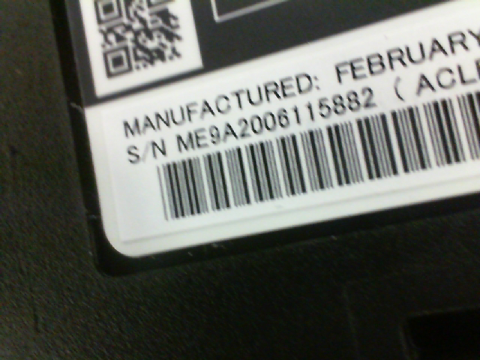 MANUFACTURED: FEBRUARY
S/N ME9A2006115882 (ACL